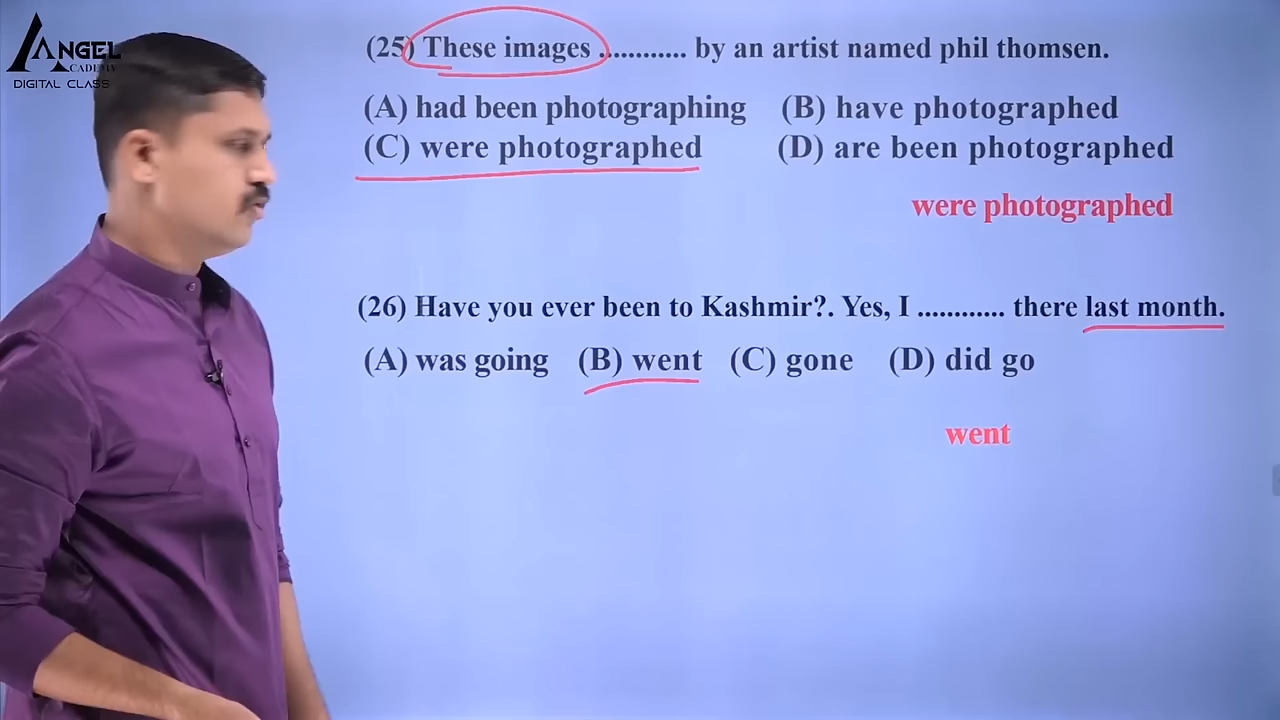 ANGEL
ACADEMY
DIGITAL CLASS
(25) These images ............ by an artist named phil thomsen.
(A) had been photographing (B) have photographed
(C) were photographed (D) are been photographed
were photographed
(26) Have you ever been to Kashmir?. Yes, I ............ there last month.
(A) was going (B) went (C) gone (D) did go
went